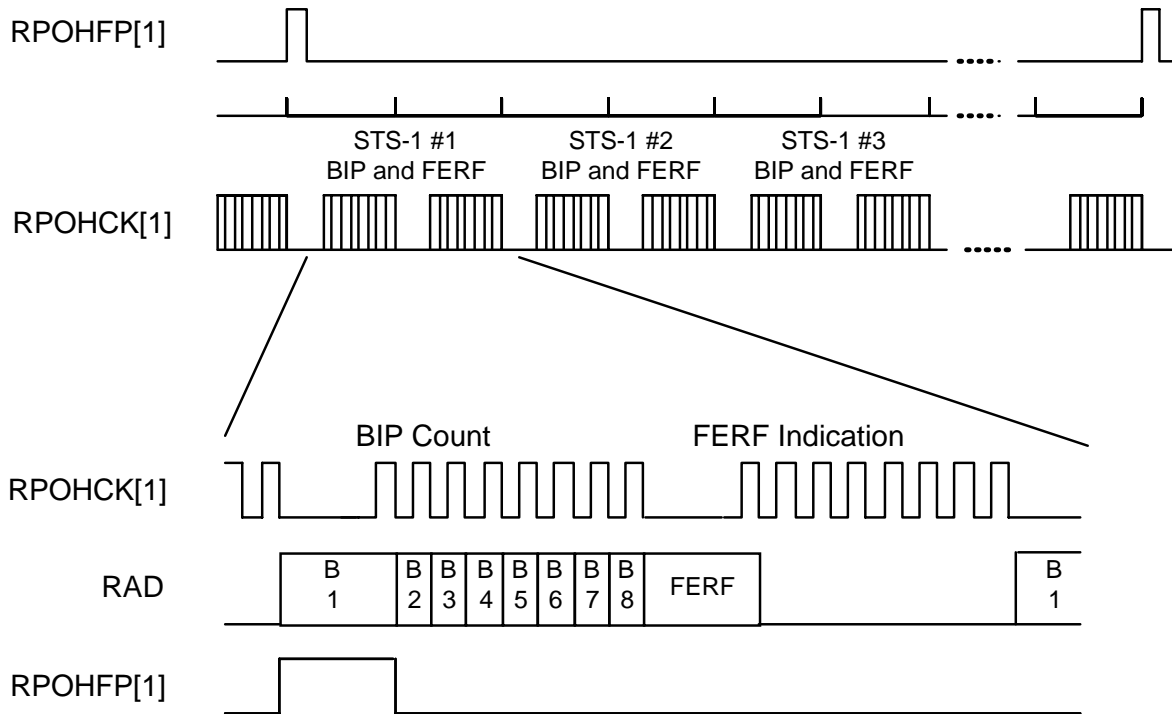 RPOHFP[1]
STS-1 #1
BIP and FERF
STS-1 #2
BIP and FERF
STS-1 #3
BIP and FERF
RPOHCK[1]
BIP Count
FERF Indication
RPOHCK[1]
RAD
B
1
B
2
B
3
B
4
B
5
B
6
B
7
B
8
FERF
B
1
RPOHFP[1]